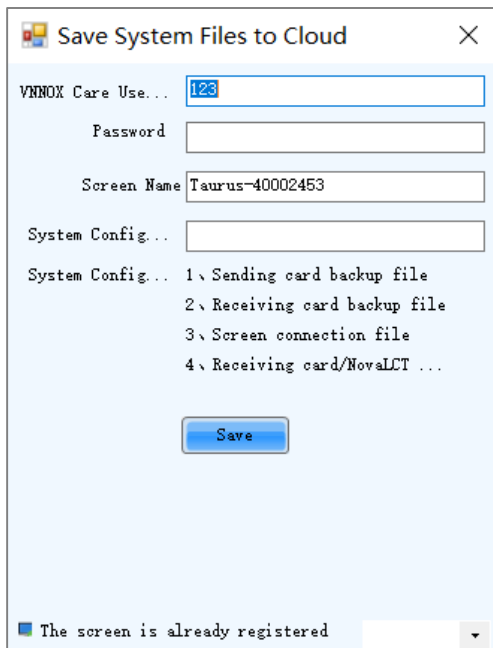 Save System Files to Cloud
VNNOX Care Use... 123
Password
Screen Name Taurus-40002453
System Config...
System Config... 1、Sending card backup file
2、Receiving card backup file
3、Screen connection file
4、Receiving card/NovaLCT ...
Save
The screen is already registered